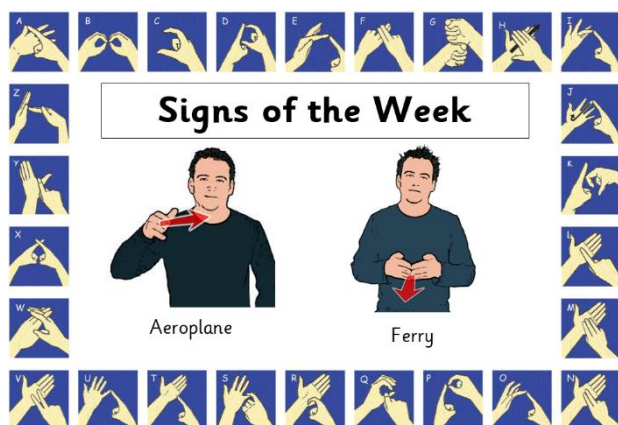 A B C D E F G H I
Signs of the Week
Z
J
Y
K
X
L
W
M
Aeroplane
Ferry
V U T S R Q P O N